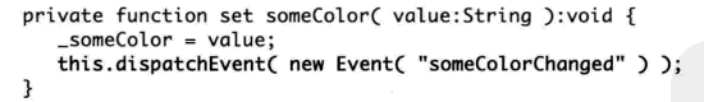 private function set someColor( value:String ):void {
_someColor = value;
this.dispatchEvent( new Event( "someColorChanged" ) );
}